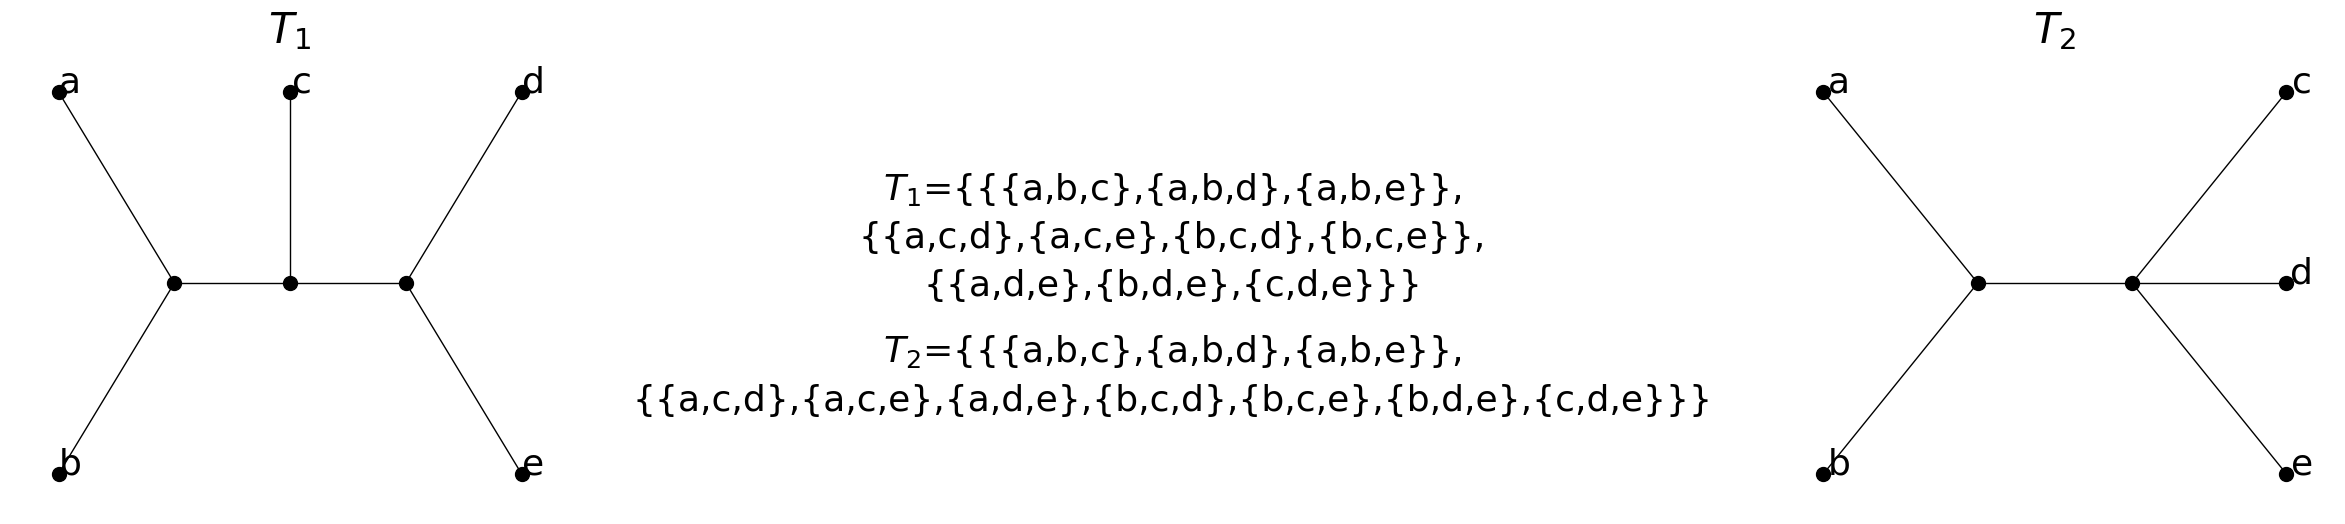 T₁
T₂
a
c
d
a
c
T₁={{{a,b,c},{a,b,d},{a,b,e}},
{{a,c,d},{a,c,e},{b,c,d},{b,c,e}},
{{a,d,e},{b,d,e},{c,d,e}}}
d
T₂={{{a,b,c},{a,b,d},{a,b,e}},
{{a,c,d},{a,c,e},{a,d,e},{b,c,d},{b,c,e},{b,d,e},{c,d,e}}}
b
e
b
e